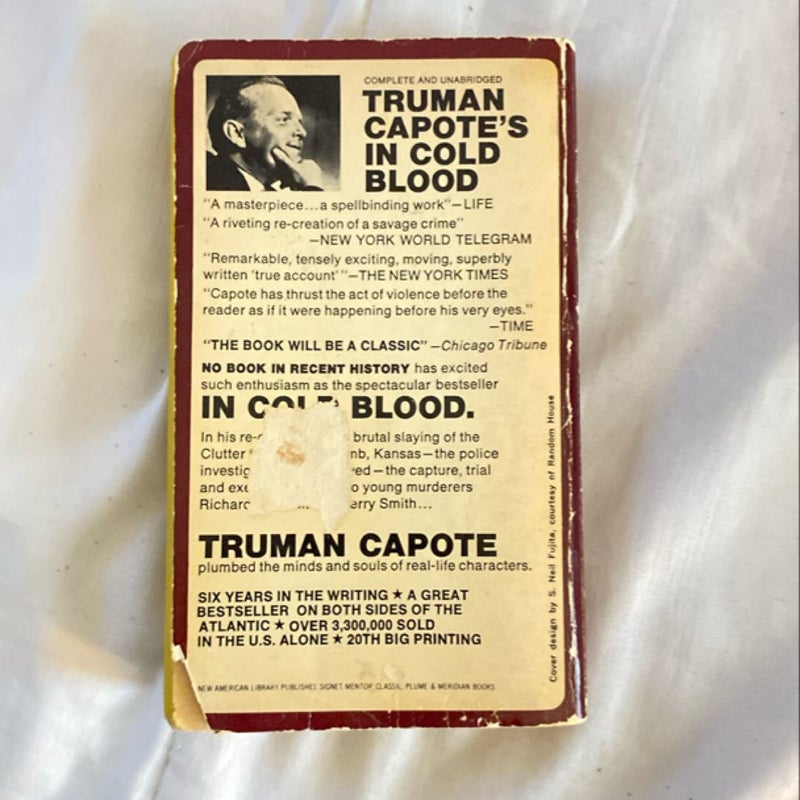 COMPLETE AND UNABRIDGED
TRUMAN
CAPOTE'S
IN COLD
BLOOD
"A masterpiece...a spellbinding work"—LIFE
"A riveting re-creation of a savage crime"
—NEW YORK WORLD TELEGRAM
"Remarkable, tensely exciting, moving, superbly
written 'true account'"—THE NEW YORK TIMES
"Capote has thrust the act of violence before the
reader as if it were happening before his very eyes."
—TIME
"THE BOOK WILL BE A CLASSIC" —Chicago Tribune
NO BOOK IN RECENT HISTORY has excited
such enthusiasm as the spectacular bestseller
IN COLD BLOOD.
In his brutal slaying of the
Clutter Kansas—the police
—the capture, trial
and young murderers
Smith...
TRUMAN CAPOTE
plumbed the minds and souls of real-life characters.
SIX YEARS IN THE WRITING ★ A GREAT
BESTSELLER ON BOTH SIDES OF THE
ATLANTIC ★ OVER 3,300,000 SOLD
IN THE U.S. ALONE ★ 20TH BIG PRINTING
NEW AMERICAN LIBRARY PUBLISHES SIGNET, MENTOR, CLASSIC, PLUME & MERIDIAN BOOKS
Cover design by S. Neil Fujita, courtesy of Random House